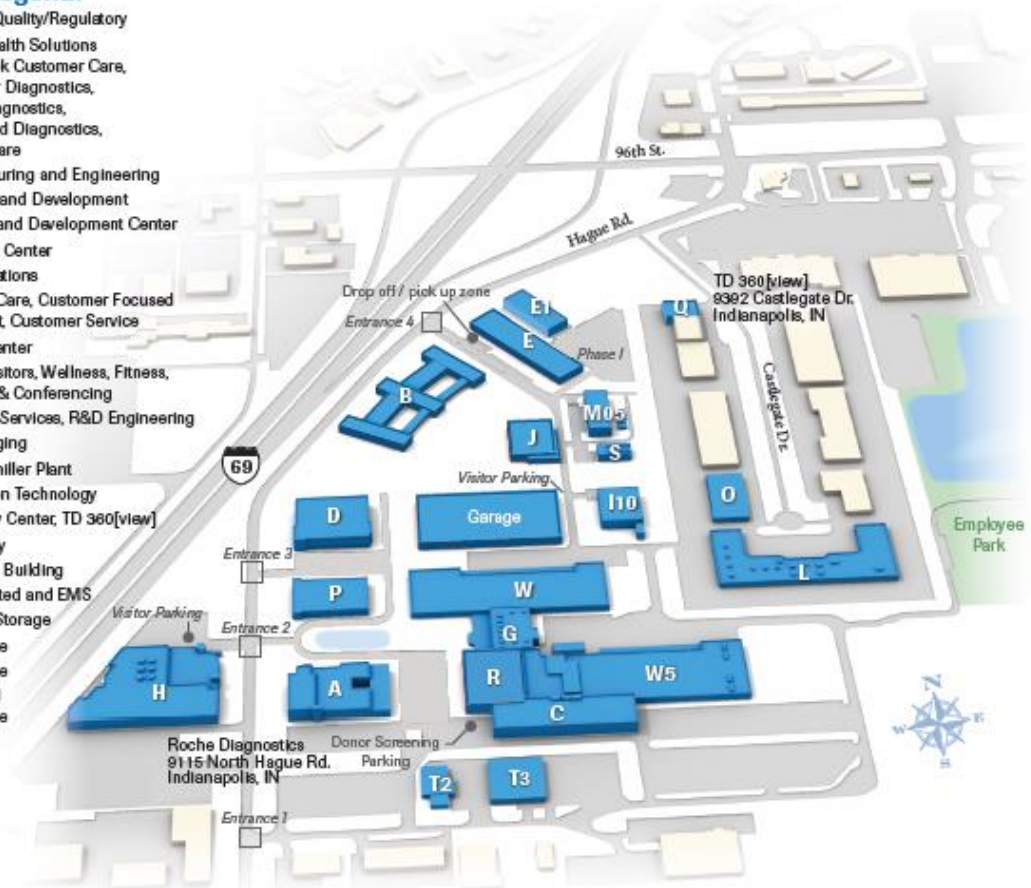 Quality/Regulatory
alth Solutions
k Customer Care,
Diagnostics,
gnostics,
d Diagnostics,
are
uring and Engineering
and Development
and Development Center
Center
ations
Care, Customer Focused
t, Customer Service
enter
sitors, Wellness, Fitness,
& Conferencing
Services, R&D Engineering
ging
hiller Plant
on Technology
y Center, TD 360[view]
y
Building
ted and EMS
Storage
e
e
e
96th St.
Hague Rd.
TD 360[view]
9392 Castlegate Dr.
Indianapolis, IN
Drop off / pick up zone
Entrance 4
E1
Q
E
Phase I
B
Castlegate Dr.
M05
J
S
69
Visitor Parking
O
I10
D
Garage
Employee
Park
Entrance 3
L
P
W
Visitor Parking
Entrance 2
G
H
A
R
W5
C
N
W
E
S
Roche Diagnostics
9115 North Hague Rd.
Indianapolis, IN
Donor Screening
Parking
T2
T3
Entrance 1